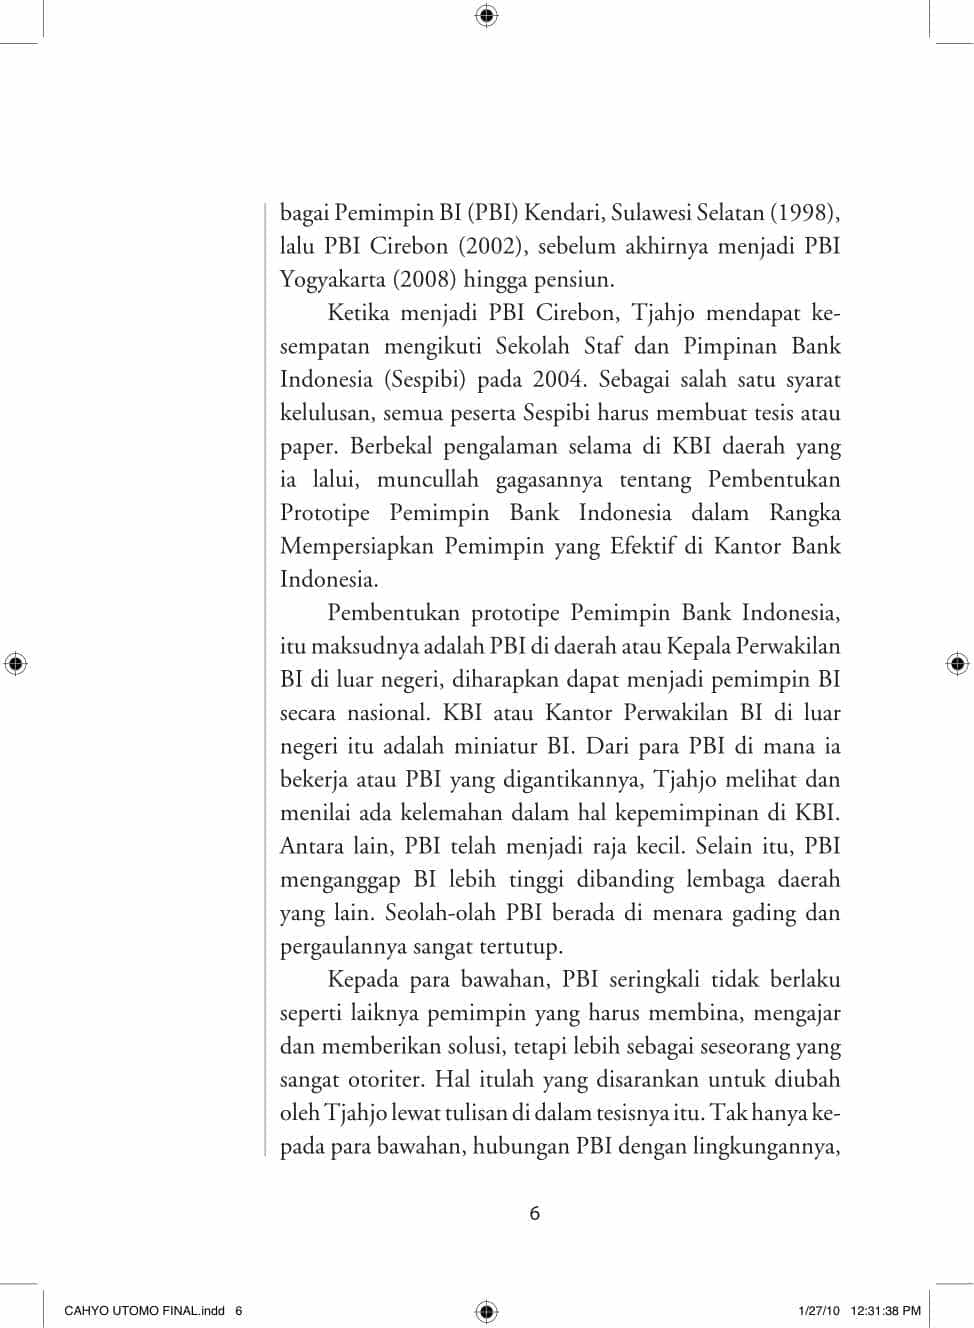 bagai Pemimpin BI (PBI) Kendari, Sulawesi Selatan (1998),
lalu PBI Cirebon (2002), sebelum akhirnya menjadi PBI
Yogyakarta (2008) hingga pensiun.
Ketika menjadi PBI Cirebon, Tjahjo mendapat ke-
sempatan mengikuti Sekolah Staf dan Pimpinan Bank
Indonesia (Sespibi) pada 2004. Sebagai salah satu syarat
kelulusan, semua peserta Sespibi harus membuat tesis atau
paper. Berbekal pengalaman selama di KBI daerah yang
ia lalui, muncullah gagasannya tentang Pembentukan
Prototipe Pemimpin Bank Indonesia dalam Rangka
Mempersiapkan Pemimpin yang Efektif di Kantor Bank
Indonesia.
Pembentukan prototipe Pemimpin Bank Indonesia,
itu maksudnya adalah PBI di daerah atau Kepala Perwakilan
BI di luar negeri, diharapkan dapat menjadi pemimpin BI
secara nasional. KBI atau Kantor Perwakilan BI di luar
negeri itu adalah miniatur BI. Dari para PBI di mana ia
bekerja atau PBI yang digantikannya, Tjahjo melihat dan
menilai ada kelemahan dalam hal kepemimpinan di KBI.
Antara lain, PBI telah menjadi raja kecil. Selain itu, PBI
menganggap BI lebih tinggi dibanding lembaga daerah
yang lain. Seolah-olah PBI berada di menara gading dan
pergaulannya sangat tertutup.
Kepada para bawahan, PBI seringkali tidak berlaku
seperti laiknya pemimpin yang harus membina, mengajar
dan memberikan solusi, tetapi lebih sebagai seseorang yang
sangat otoriter. Hal itulah yang disarankan untuk diubah
oleh Tjahjo lewat tulisan di dalam tesisnya itu. Tak hanya ke-
pada para bawahan, hubungan PBI dengan lingkungannya,
6
CAHYO UTOMO FINAL.indd 6
1/27/10 12:31:38 PM